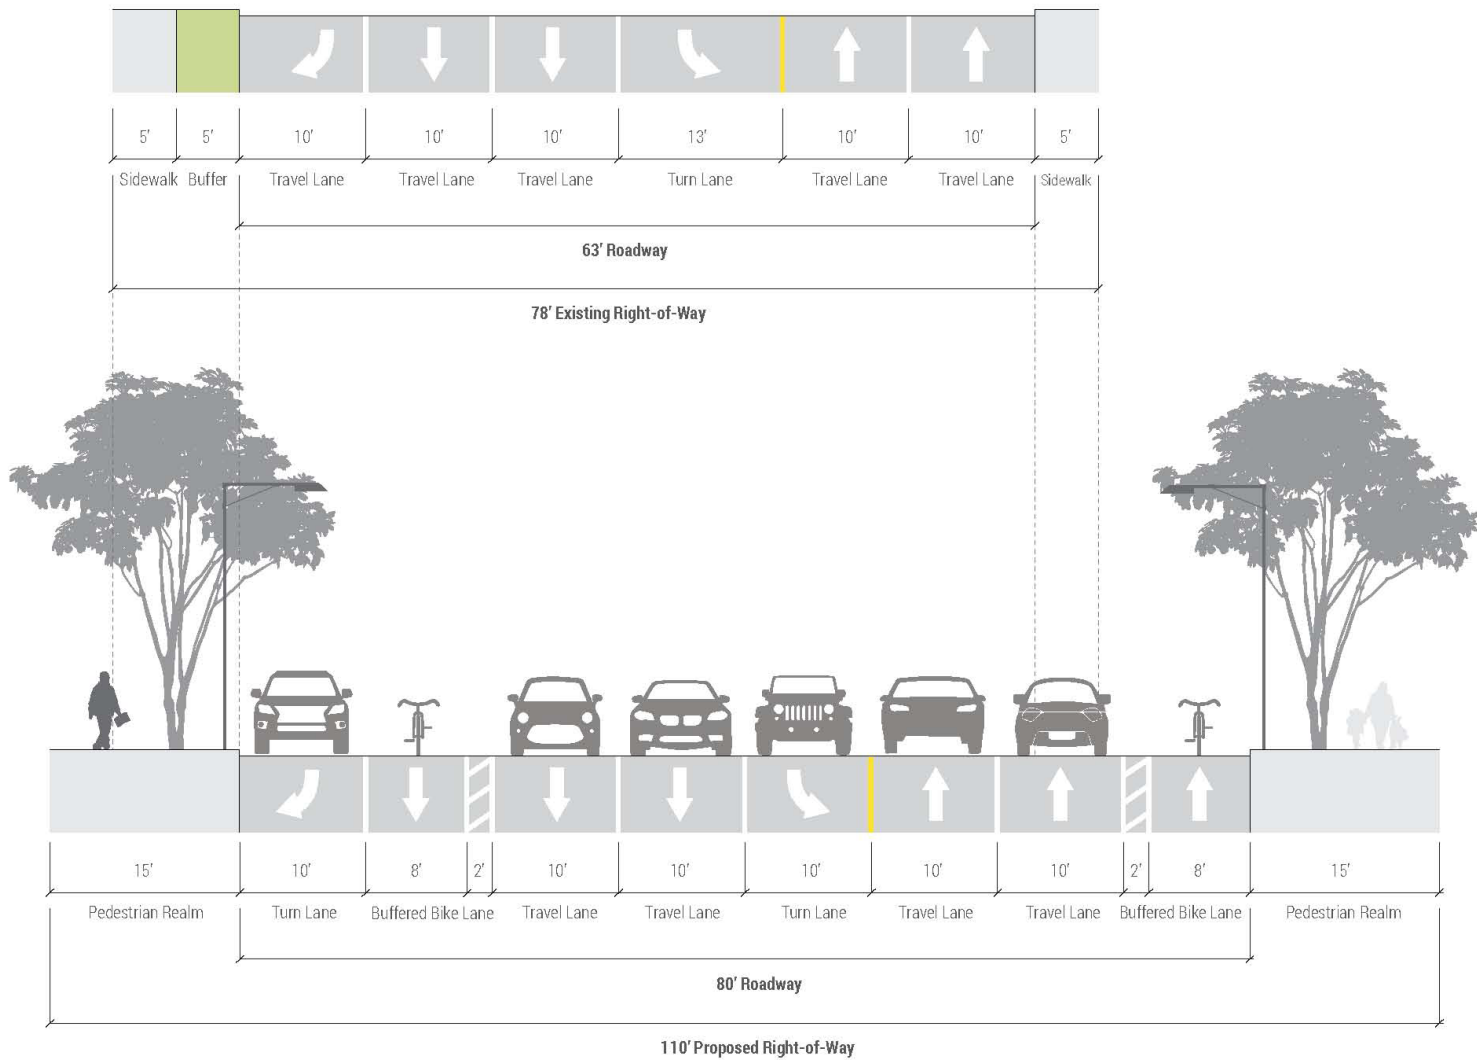 5' 5' 10' 10' 10' 13' 10' 10' 5'
Sidewalk Buffer Travel Lane Travel Lane Travel Lane Turn Lane Travel Lane Travel Lane Sidewalk
63' Roadway
78' Existing Right-of-Way
15' 10' 8' 2' 10' 10' 10' 10' 10' 2' 8' 15'
Pedestrian Realm Turn Lane Buffered Bike Lane Travel Lane Travel Lane Turn Lane Travel Lane Travel Lane Buffered Bike Lane Pedestrian Realm
80' Roadway
110' Proposed Right-of-Way